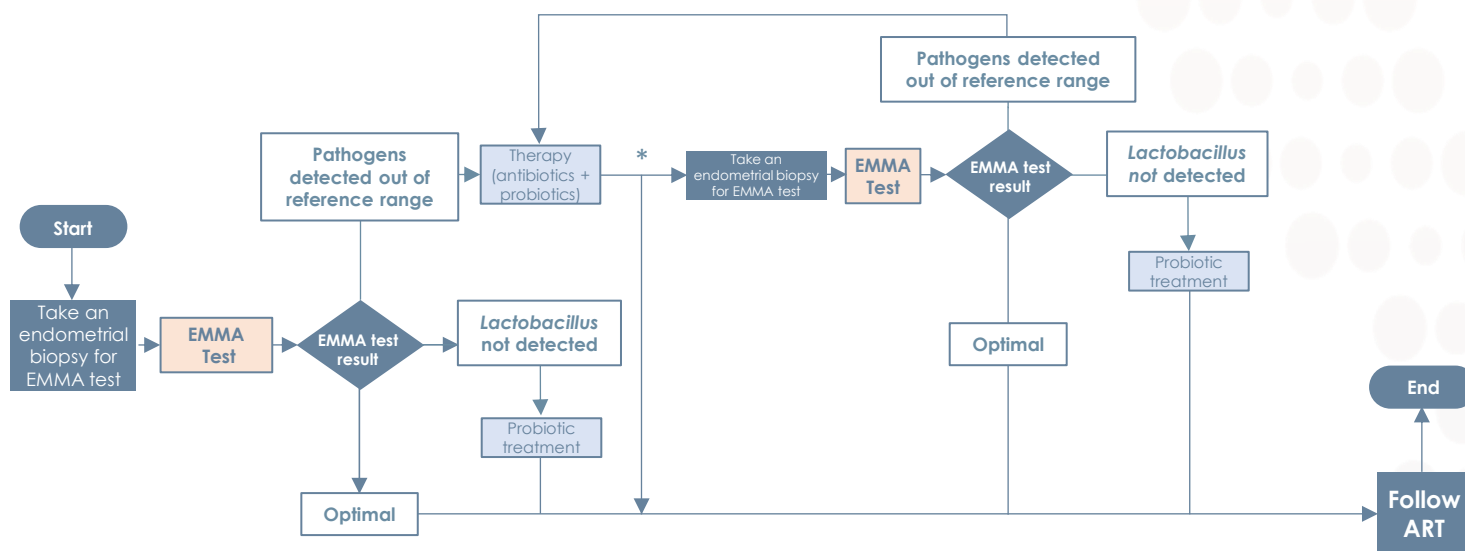 Start
Take an
endometrial
biopsy for
EMMA test
EMMA
Test
EMMA test
result
Pathogens
detected out of
reference range
Lactobacillus
not detected
Probiotic
treatment
Optimal
Therapy
(antibiotics +
probiotics)
*
Take an
endometrial biopsy
for EMMA test
EMMA
Test
EMMA test
result
Pathogens detected
out of reference range
Lactobacillus
not detected
Probiotic
treatment
Optimal
Follow
ART
End